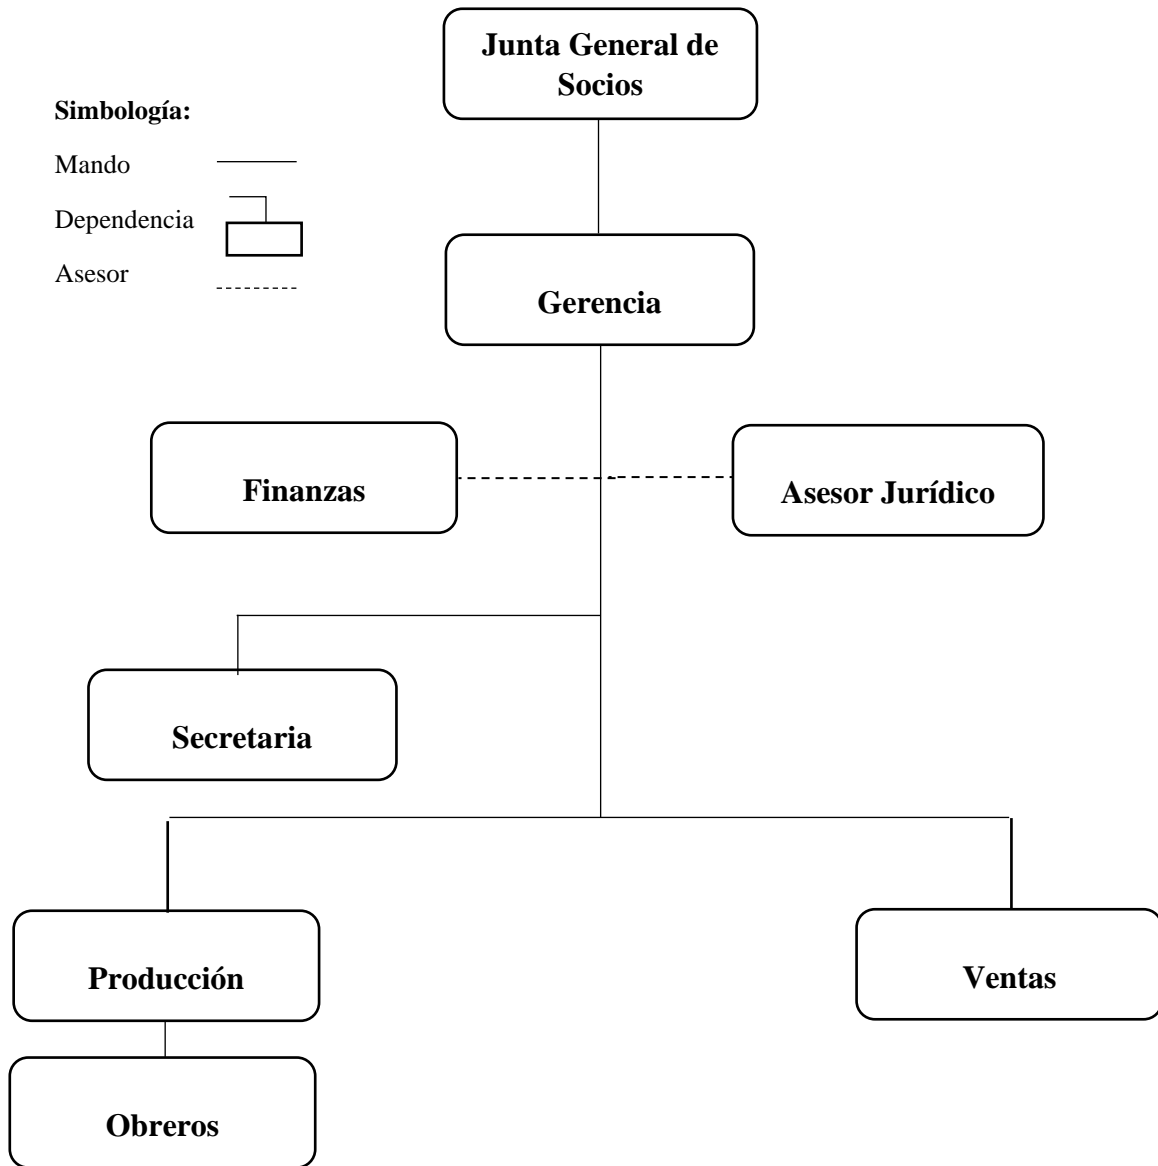 Junta General de
Socios
Simbología:
Mando
Dependencia
Asesor
Gerencia
Finanzas
Asesor Jurídico
Secretaria
Producción
Ventas
Obreros